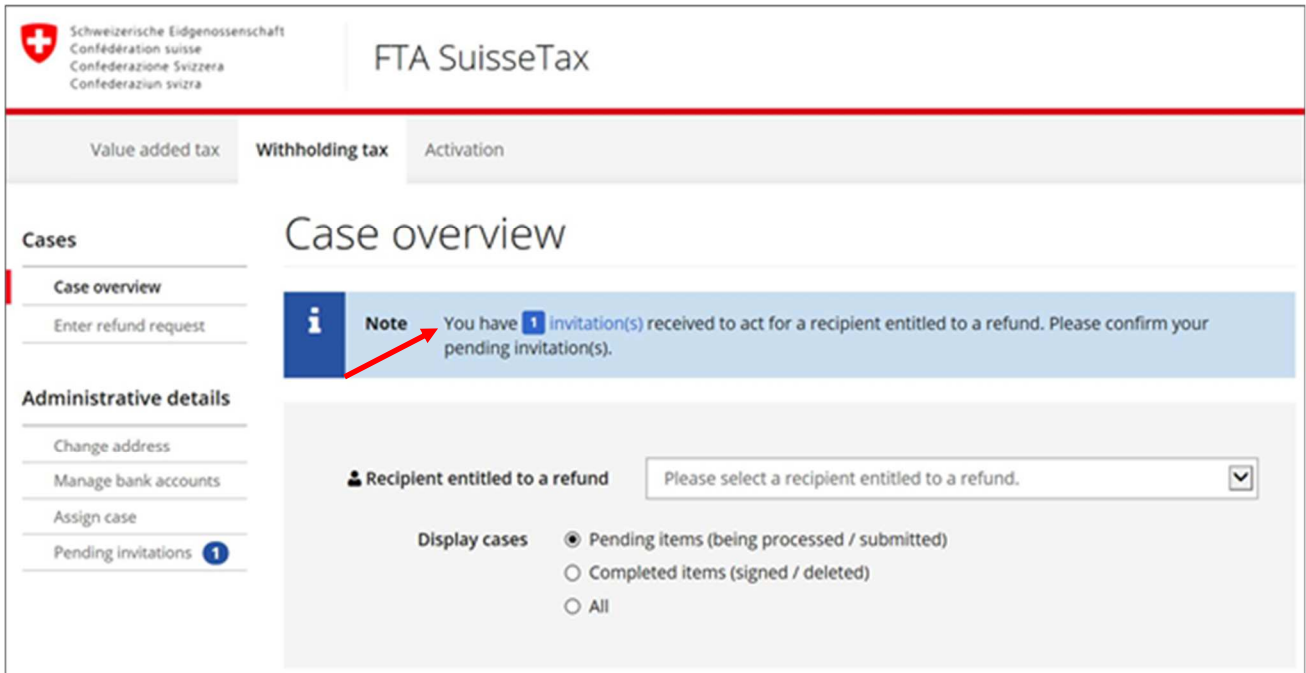 Schweizerische Eidgenossenschaft
Confédération suisse
Confederazione Svizzera
Confederaziun svizra
FTA SuisseTax
Value added tax
Withholding tax
Activation
Cases
Case overview
Enter refund request
Administrative details
Change address
Manage bank accounts
Assign case
Pending invitations 1
Case overview
i
Note
You have 1 invitation(s) received to act for a recipient entitled to a refund. Please confirm your
pending invitation(s).
Recipient entitled to a refund
Please select a recipient entitled to a refund.
Display cases
Pending items (being processed / submitted)
Completed items (signed / deleted)
All